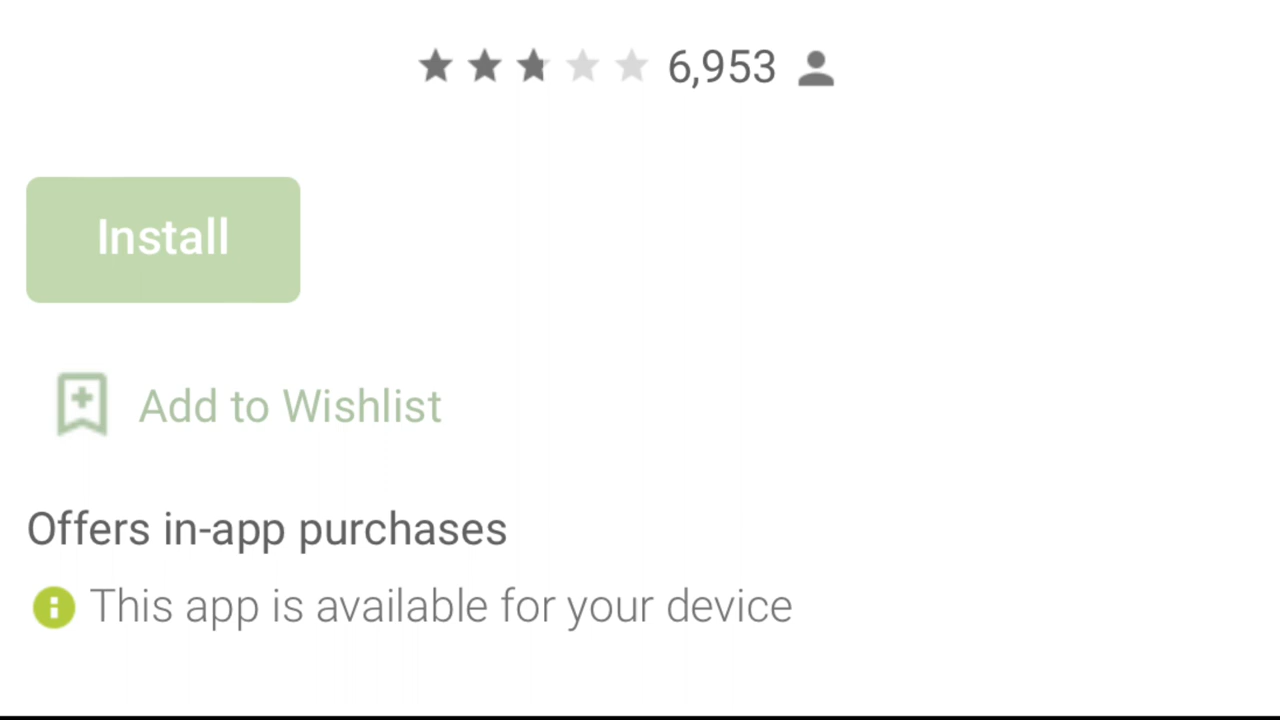 6,953
Install
Add to Wishlist
Offers in-app purchases
This app is available for your device